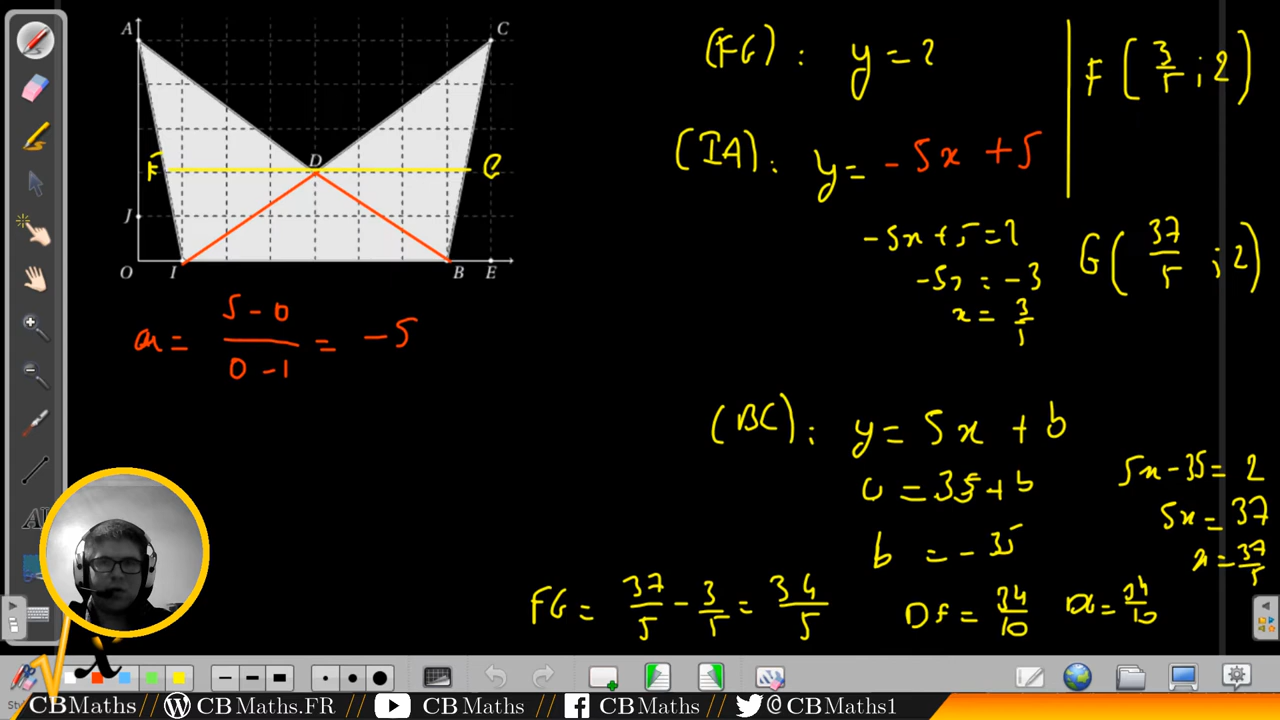 A
C
D
F
G
J
O
I
B
E
a = 5 - 0 / 0 - 1 = -5
(FG) : y = 2
F ( 3/5 ; 2 )
(IA) : y = -5x + 5
-5x + 5 = 2
-5x = -3
x = 3/5
G ( 37/5 ; 2 )
(BC) : y = 5x + b
0 = 35 + b
b = -35
5x - 35 = 2
5x = 37
x = 37/5
FG = 37/5 - 3/5 = 34/5
DF = 34/10
DG = 34/10
CBMaths // CBMaths.FR // CBMaths // CBMaths // @CBMaths1